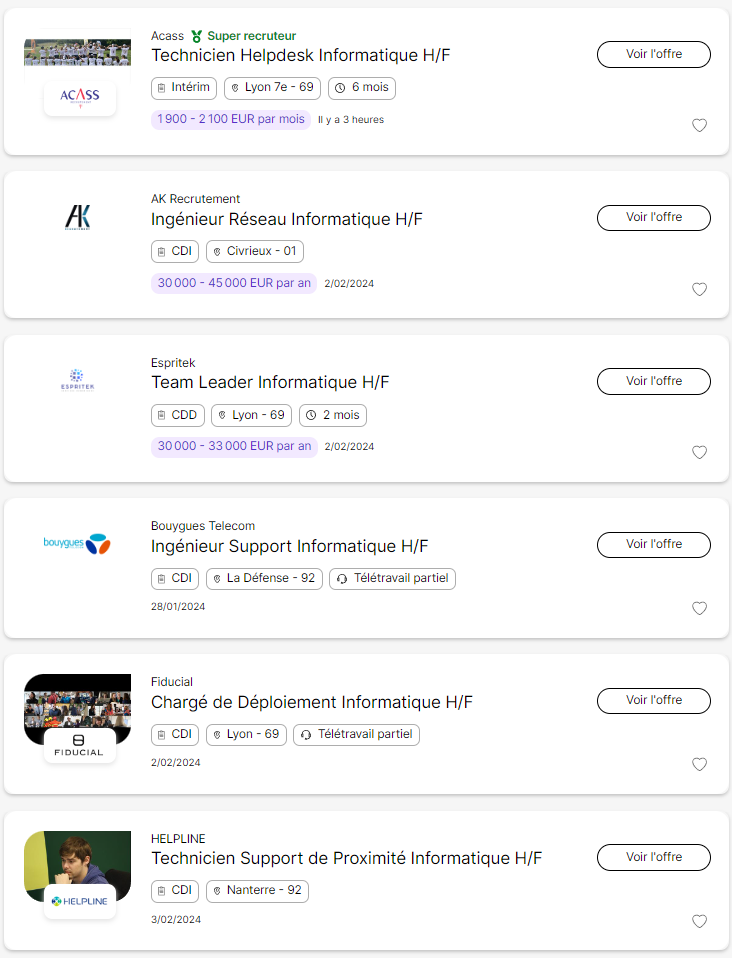 Acass Super recruteur
Technicien Helpdesk Informatique H/F
Voir l'offre
ACASS
Intérim Lyon 7e - 69 6 mois
1 900 - 2 100 EUR par mois Il y a 3 heures
AK Recrutement
AK
Ingénieur Réseau Informatique H/F
Voir l'offre
CDI Civrieux - 01
30 000 - 45 000 EUR par an 2/02/2024
Espritek
Team Leader Informatique H/F
Voir l'offre
ESPRITEK
CDD Lyon - 69 2 mois
30 000 - 33 000 EUR par an 2/02/2024
Bouygues Telecom
bouygues
Ingénieur Support Informatique H/F
Voir l'offre
CDI La Défense - 92 Télétravail partiel
28/01/2024
Fiducial
Chargé de Déploiement Informatique H/F
Voir l'offre
FIDUCIAL
CDI Lyon - 69 Télétravail partiel
2/02/2024
HELPLINE
Technicien Support de Proximité Informatique H/F
Voir l'offre
HELPLINE
CDI Nanterre - 92
3/02/2024